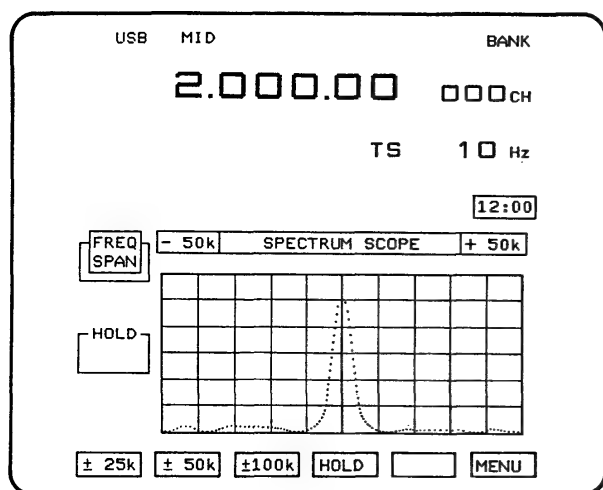 USB MID BANK
2.000.00 000CH
TS 10 Hz
12:00
FREQ SPAN
- 50k SPECTRUM SCOPE + 50k
HOLD
± 25k ± 50k ±100k HOLD MENU